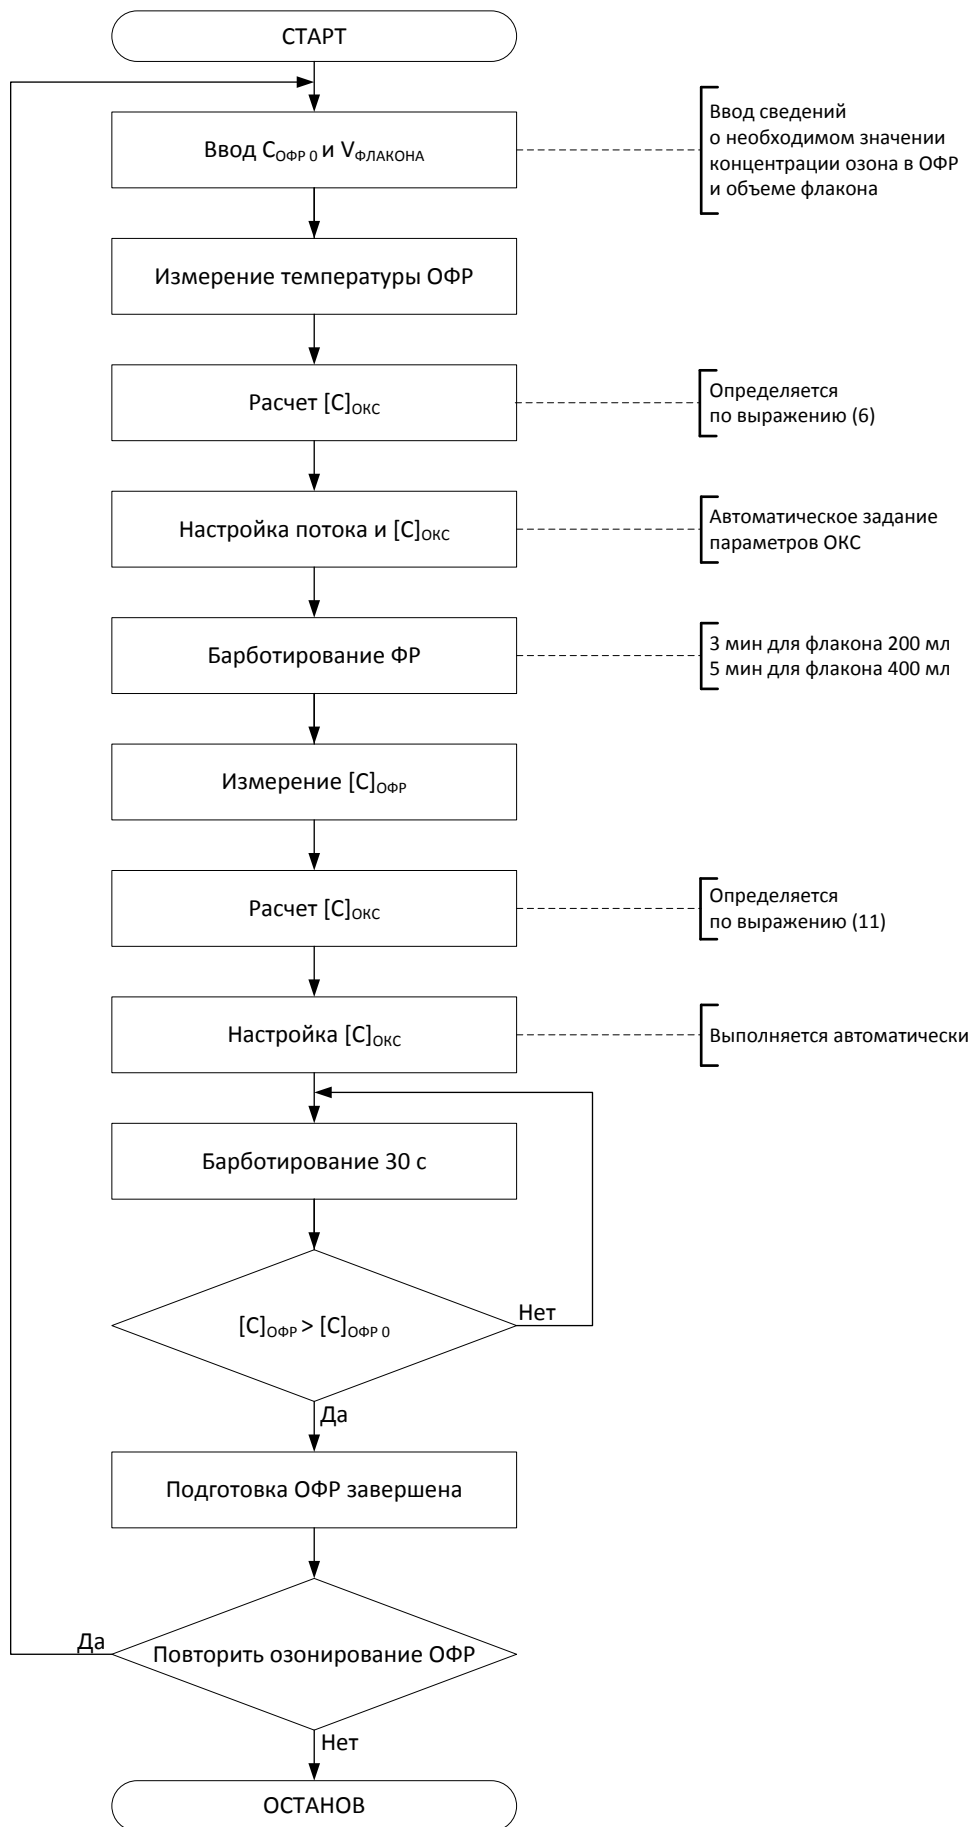 СТАРТ
Ввод C ОФР 0 и V ФЛАКОНА
Ввод сведений
о необходимом значении
концентрации озона в ОФР
и объеме флакона
Измерение температуры ОФР
Расчет [C] ОКС
Определяется
по выражению (6)
Настройка потока и [C] ОКС
Автоматическое задание
параметров ОКС
Барботирование ФР
3 мин для флакона 200 мл
5 мин для флакона 400 мл
Измерение [C] ОФР
Расчет [C] ОКС
Определяется
по выражению (11)
Настройка [C] ОКС
Выполняется автоматически
Барботирование 30 с
[C] ОФР > [C] ОФР 0
Нет
Да
Подготовка ОФР завершена
Да
Повторить озонирование ОФР
Нет
ОСТАНОВ